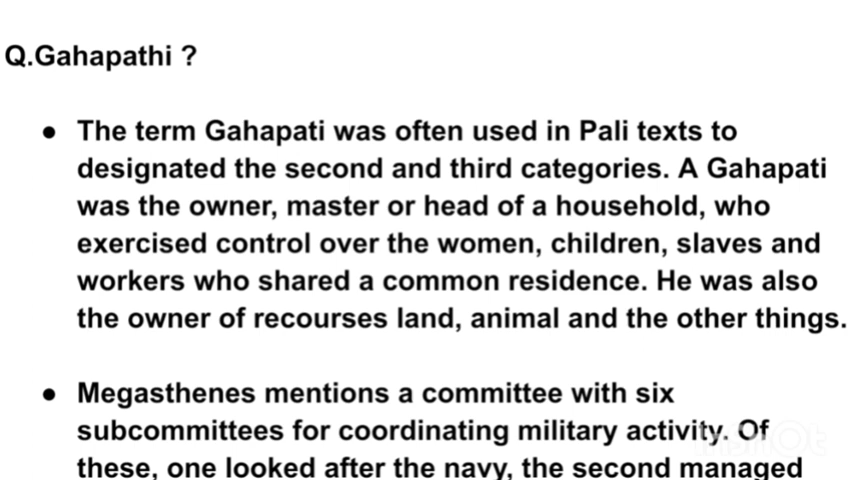 Q.Gahapathi ?
● The term Gahapati was often used in Pali texts to
designated the second and third categories. A Gahapati
was the owner, master or head of a household, who
exercised control over the women, children, slaves and
workers who shared a common residence. He was also
the owner of recourses land, animal and the other things.
● Megasthenes mentions a committee with six
subcommittees for coordinating military activity. Of
these, one looked after the navy, the second managed
InShOt